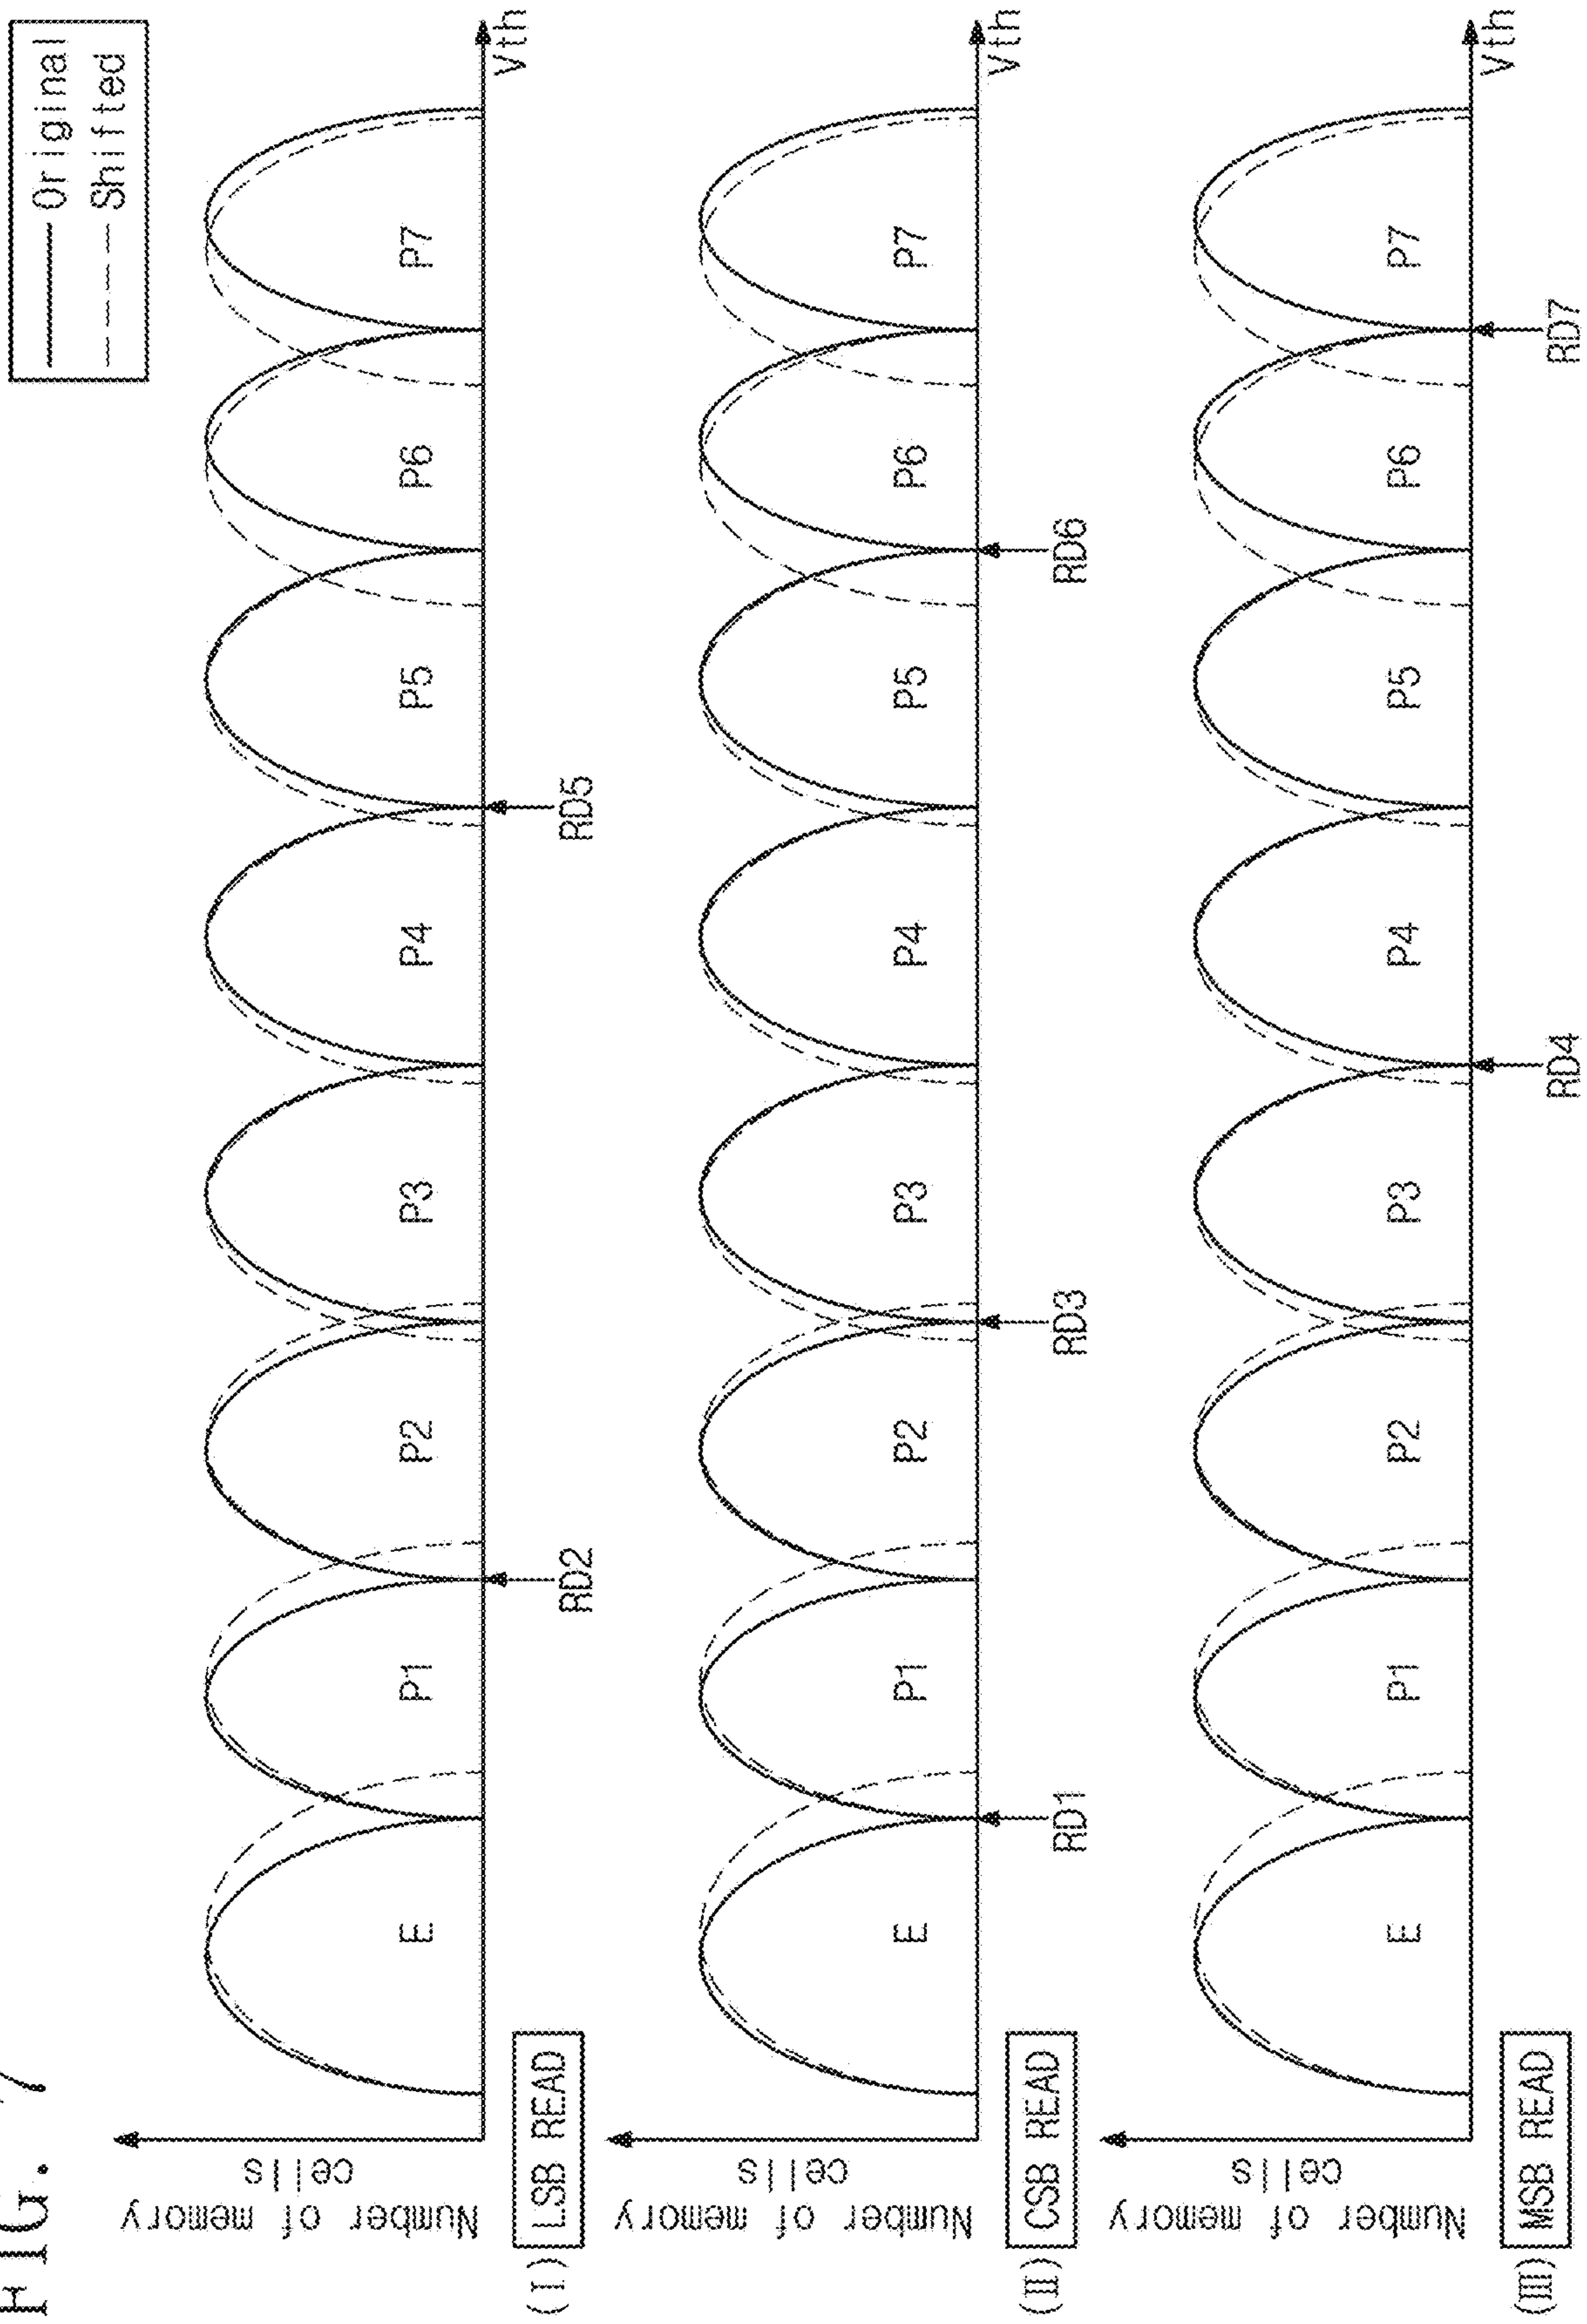 FIG. 7
Original
Shifted
Number of memory
cells
E P1 P2 P3 P4 P5 P6 P7
Vth
(I) LSB READ
RD2 RD5
Number of memory
cells
E P1 P2 P3 P4 P5 P6 P7
Vth
(II) CSB READ
RD1 RD3 RD6
Number of memory
cells
E P1 P2 P3 P4 P5 P6 P7
Vth
(III) MSB READ
RD4 RD7